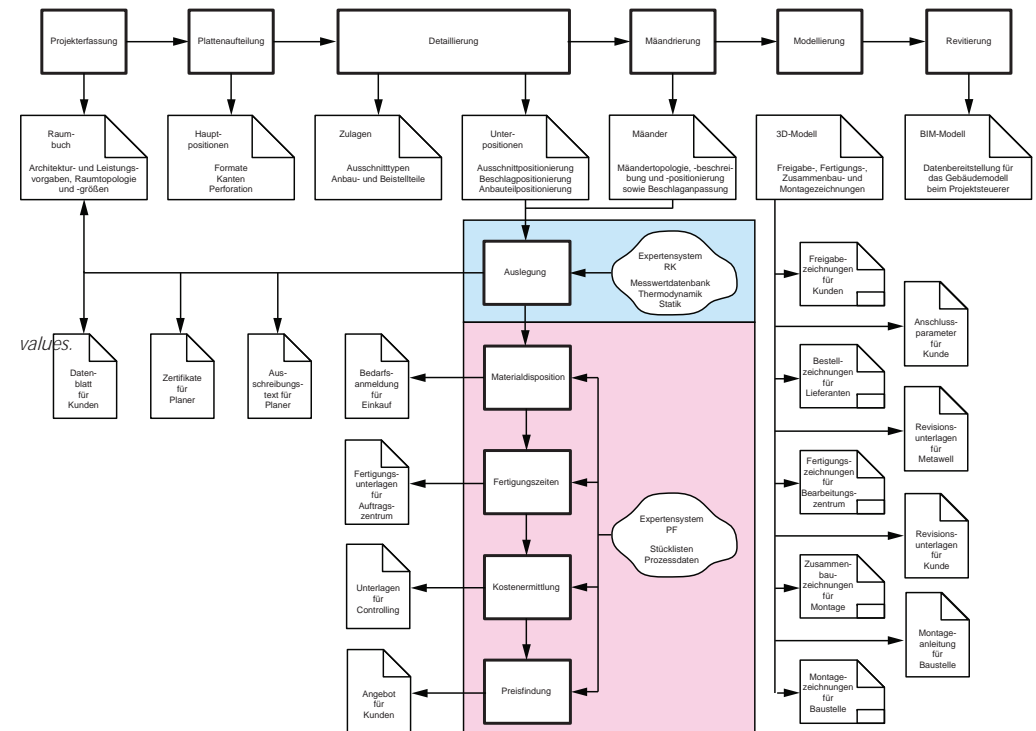 Projekterfassung
Plattenaufteilung
Detaillierung
Mäandrierung
Modellierung
Revitierung
Raum-
buch
Architektur- und Leistungs-
vorgaben, Raumtopologie
und -größen
Haupt-
positionen
Formate
Kanten
Perforation
Zulagen
Ausschnitttypen
Anbau- und Beistellteile
Unter-
positionen
Ausschnittpositionierung
Beschlagpositionierung
Anbauteilpositionierung
Mäander
Mäandertopologie, -beschrei-
bung und -positionierung
sowie Beschlaganpassung
3D-Modell
Freigabe-, Fertigungs-,
Zusammenbau- und
Montagezeichnungen
BIM-Modell
Datenbereitstellung für
das Gebäudemodell
beim Projektsteuerer
Auslegung
Expertensystem
RK
Messwertdatenbank
Thermodynamik
Statik
values.
Daten-
blatt
für
Kunden
Zertifikate
für
Planer
Aus-
schreibungs-
text für
Planer
Bedarfs-
anmeldung
für
Einkauf
Materialdisposition
Fertigungs-
unterlagen
für
Auftrags-
zentrum
Fertigungszeiten
Expertensystem
PF
Stücklisten
Prozessdaten
Unterlagen
für
Controlling
Kostenermittlung
Angebot
für
Kunden
Preisfindung
Freigabe-
zeichnungen
für
Kunden
Anschluss-
parameter
für
Kunde
Bestell-
zeichnungen
für
Lieferanten
Revisions-
unterlagen
für
Metawell
Fertigungs-
zeichnungen
für
Bearbeitungs-
zentrum
Revisions-
unterlagen
für
Kunde
Zusammen-
bau-
zeichnungen
für
Montage
Montage-
anleitung
für
Baustelle
Montage-
zeichnungen
für
Baustelle